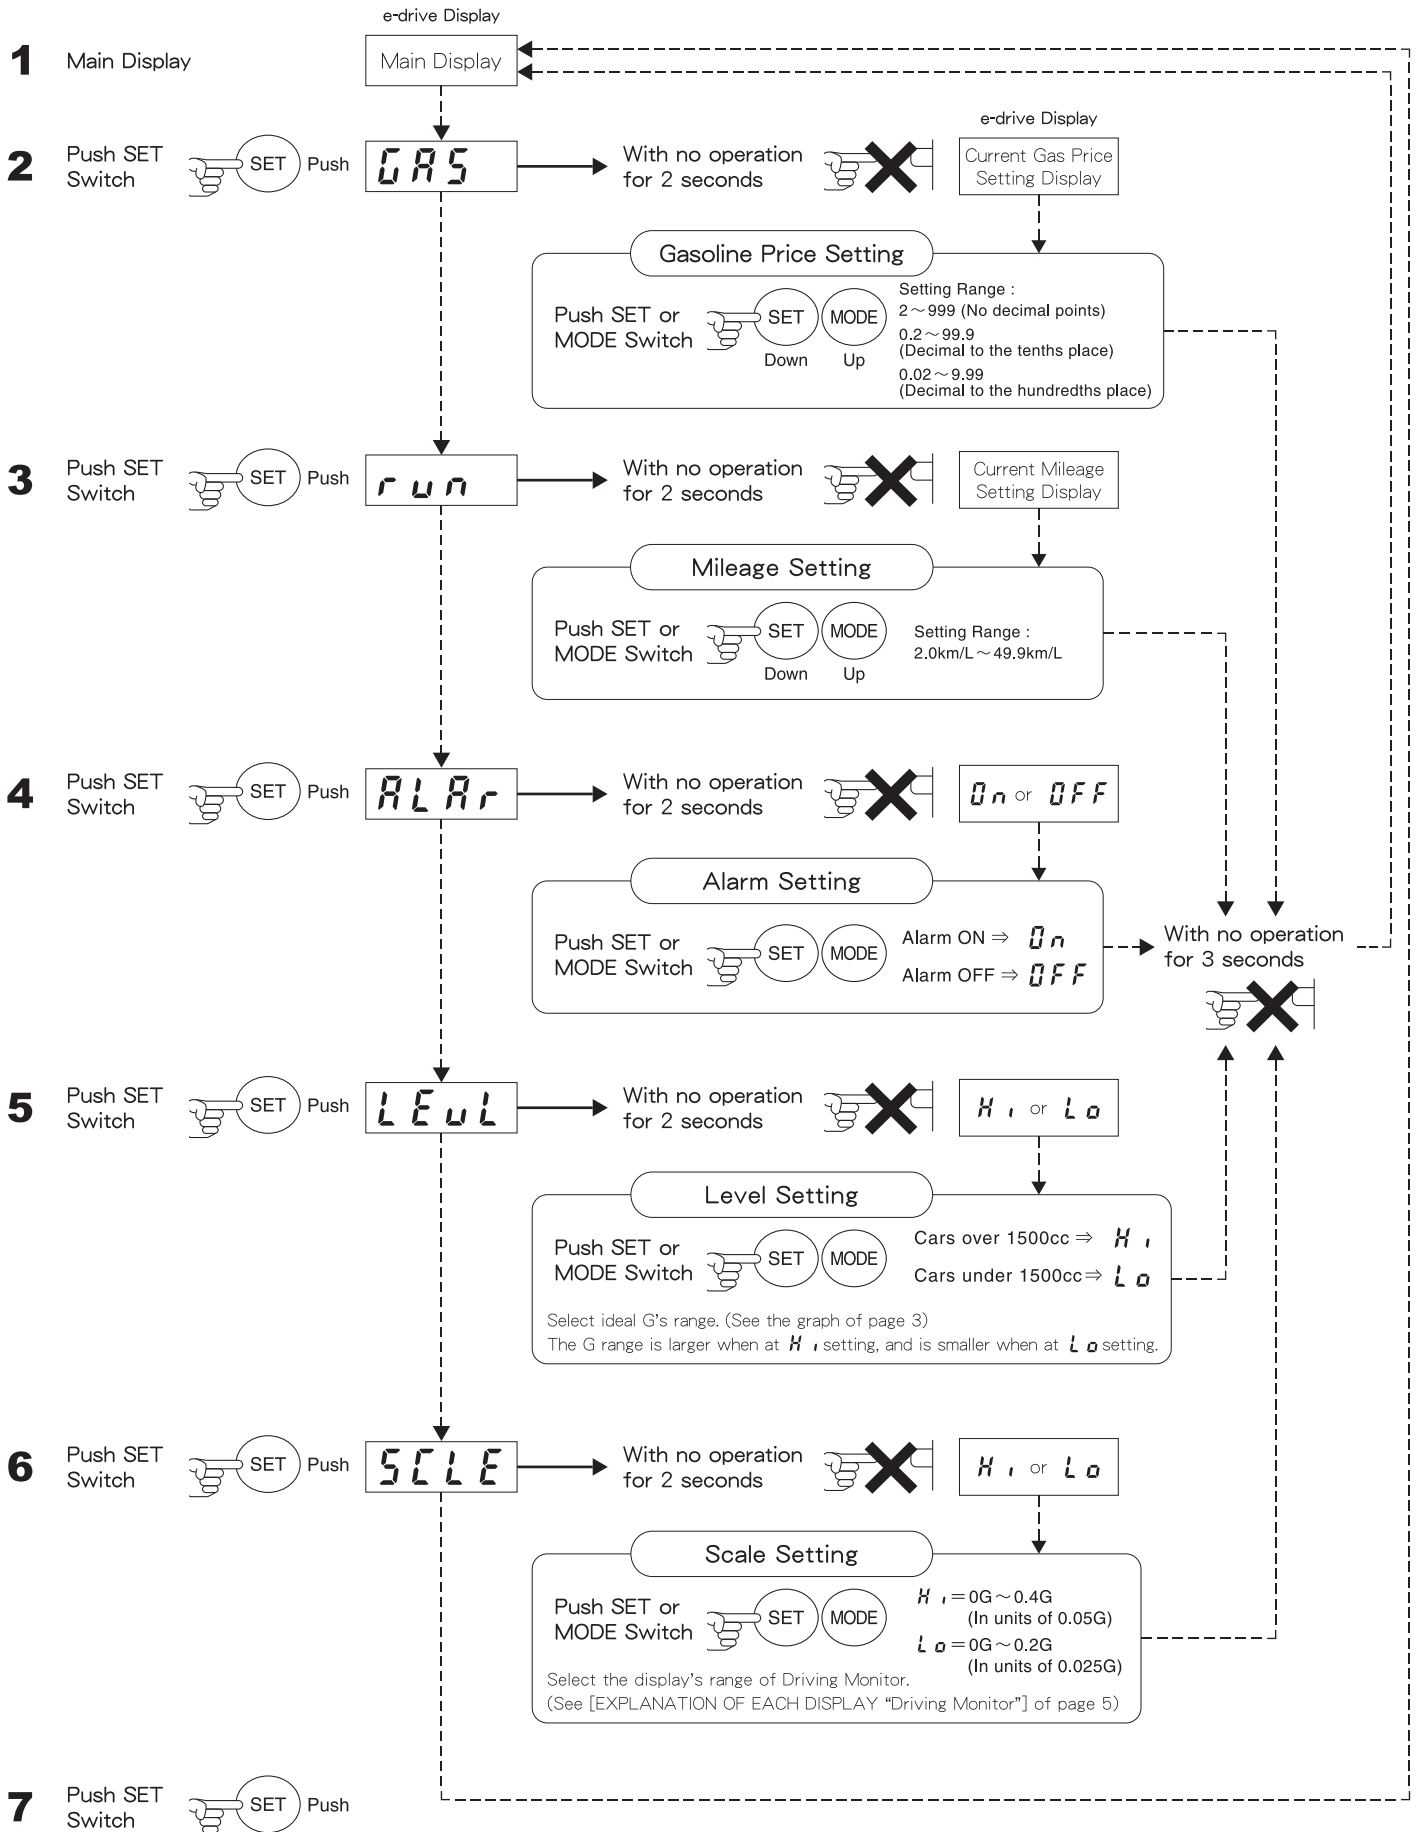 e-drive Display
1 Main Display
Main Display
e-drive Display
2 Push SET
Switch
SET Push
GAS
With no operation
for 2 seconds
Current Gas Price
Setting Display
Gasoline Price Setting
Push SET or
MODE Switch
SET MODE
Down Up
Setting Range :
2～999 (No decimal points)
0.2～99.9
(Decimal to the tenths place)
0.02～9.99
(Decimal to the hundredths place)
3 Push SET
Switch
SET Push
run
With no operation
for 2 seconds
Current Mileage
Setting Display
Mileage Setting
Push SET or
MODE Switch
SET MODE
Down Up
Setting Range :
2.0km/L～49.9km/L
4 Push SET
Switch
SET Push
ALAr
With no operation
for 2 seconds
On or OFF
Alarm Setting
Push SET or
MODE Switch
SET MODE
Alarm ON ⇒ On
Alarm OFF ⇒ OFF
With no operation
for 3 seconds
5 Push SET
Switch
SET Push
LEuL
With no operation
for 2 seconds
Hi or Lo
Level Setting
Push SET or
MODE Switch
SET MODE
Cars over 1500cc ⇒ Hi
Cars under 1500cc⇒ Lo
Select ideal G's range. (See the graph of page 3)
The G range is larger when at Hi setting, and is smaller when at Lo setting.
6 Push SET
Switch
SET Push
SCLE
With no operation
for 2 seconds
Hi or Lo
Scale Setting
Push SET or
MODE Switch
SET MODE
Hi=0G～0.4G
(In units of 0.05G)
Lo=0G～0.2G
(In units of 0.025G)
Select the display's range of Driving Monitor.
(See [EXPLANATION OF EACH DISPLAY “Driving Monitor”] of page 5)
7 Push SET
Switch
SET Push